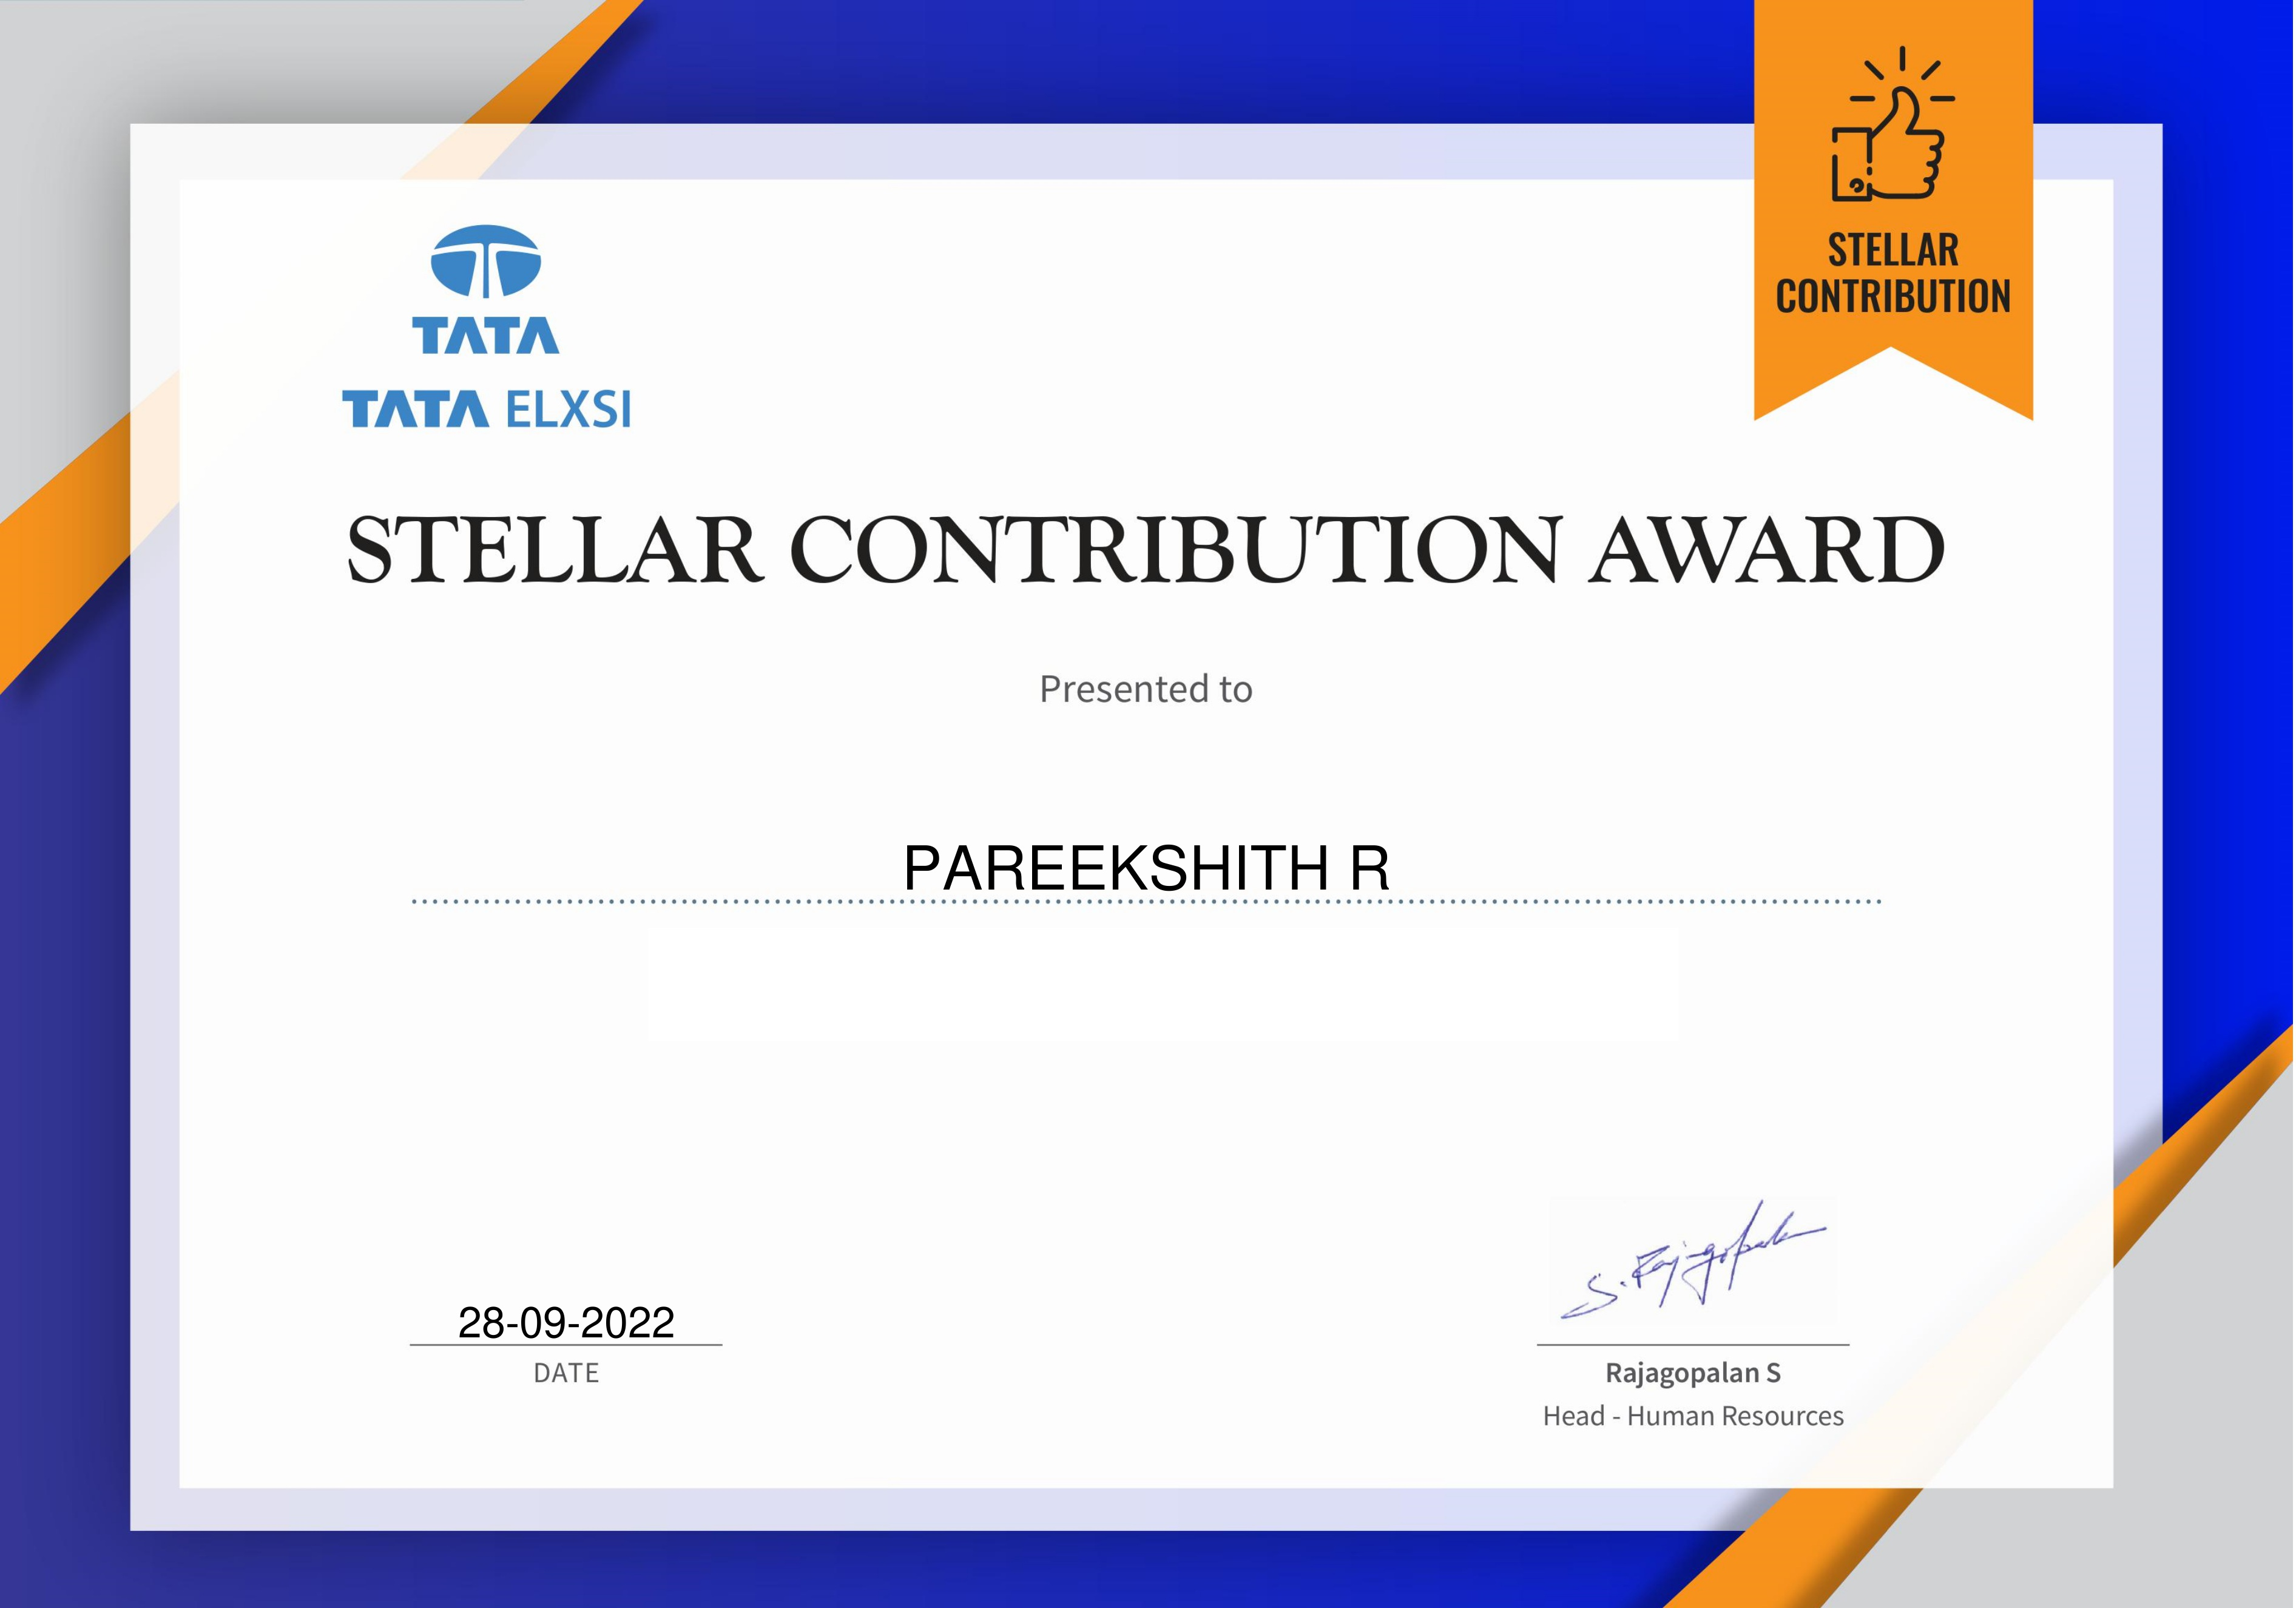 TATA
TATA ELXSI
STELLAR
CONTRIBUTION
STELLAR CONTRIBUTION AWARD
Presented to
PAREEKSHITH R
28-09-2022
DATE
S. Rajagopalan
Rajagopalan S
Head - Human Resources